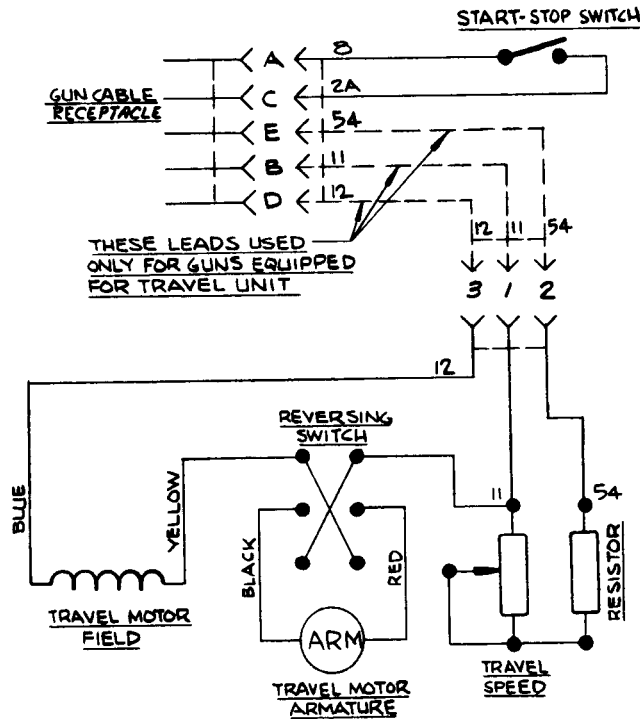 START-STOP SWITCH
A 8
GUN CABLE
RECEPTACLE
C 2A
E 54
B 11
D 12
THESE LEADS USED
ONLY FOR GUNS EQUIPPED
FOR TRAVEL UNIT
12 11 54
3 1 2
12
REVERSING
SWITCH
BLUE
YELLOW
11
54
BLACK
RED
RESISTOR
TRAVEL MOTOR
FIELD
ARM
TRAVEL
SPEED
TRAVEL MOTOR
ARMATURE